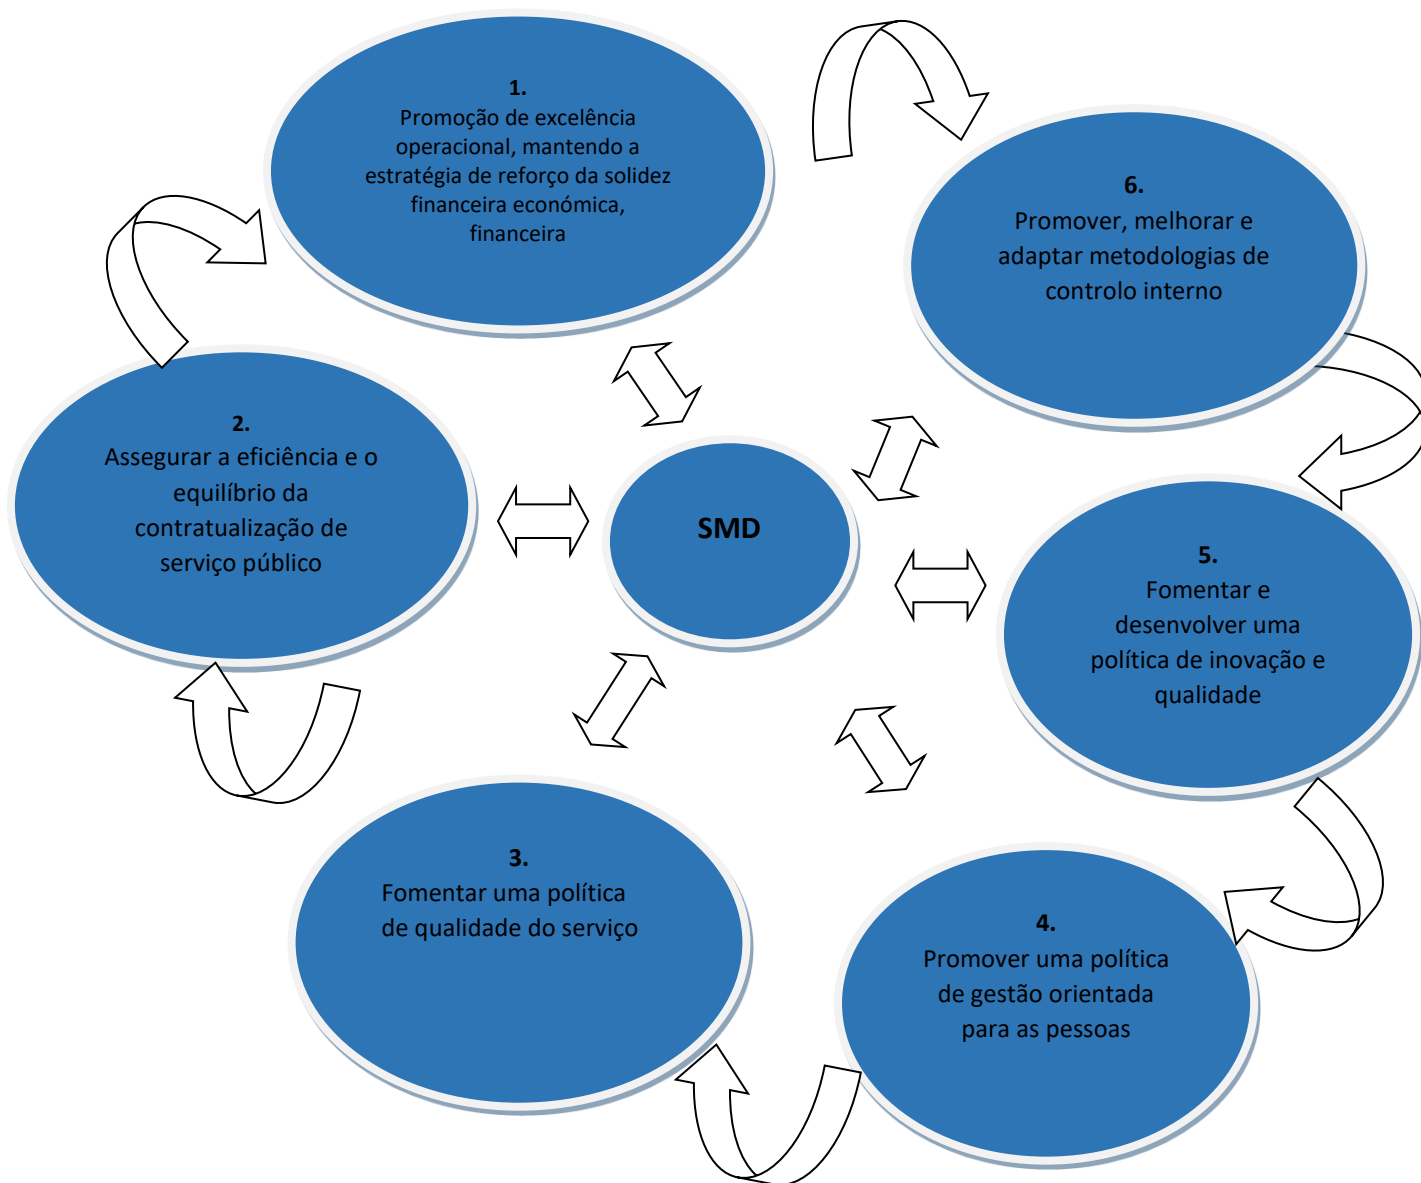 1.
Promoção de excelência
operacional, mantendo a
estratégia de reforço da solidez
financeira económica,
financeira
6.
Promover, melhorar e
adaptar metodologias de
controlo interno
2.
Assegurar a eficiência e o
equilíbrio da
contratualização de
serviço público
SMD
5.
Fomentar e
desenvolver uma
política de inovação e
qualidade
3.
Fomentar uma política
de qualidade do serviço
4.
Promover uma política
de gestão orientada
para as pessoas